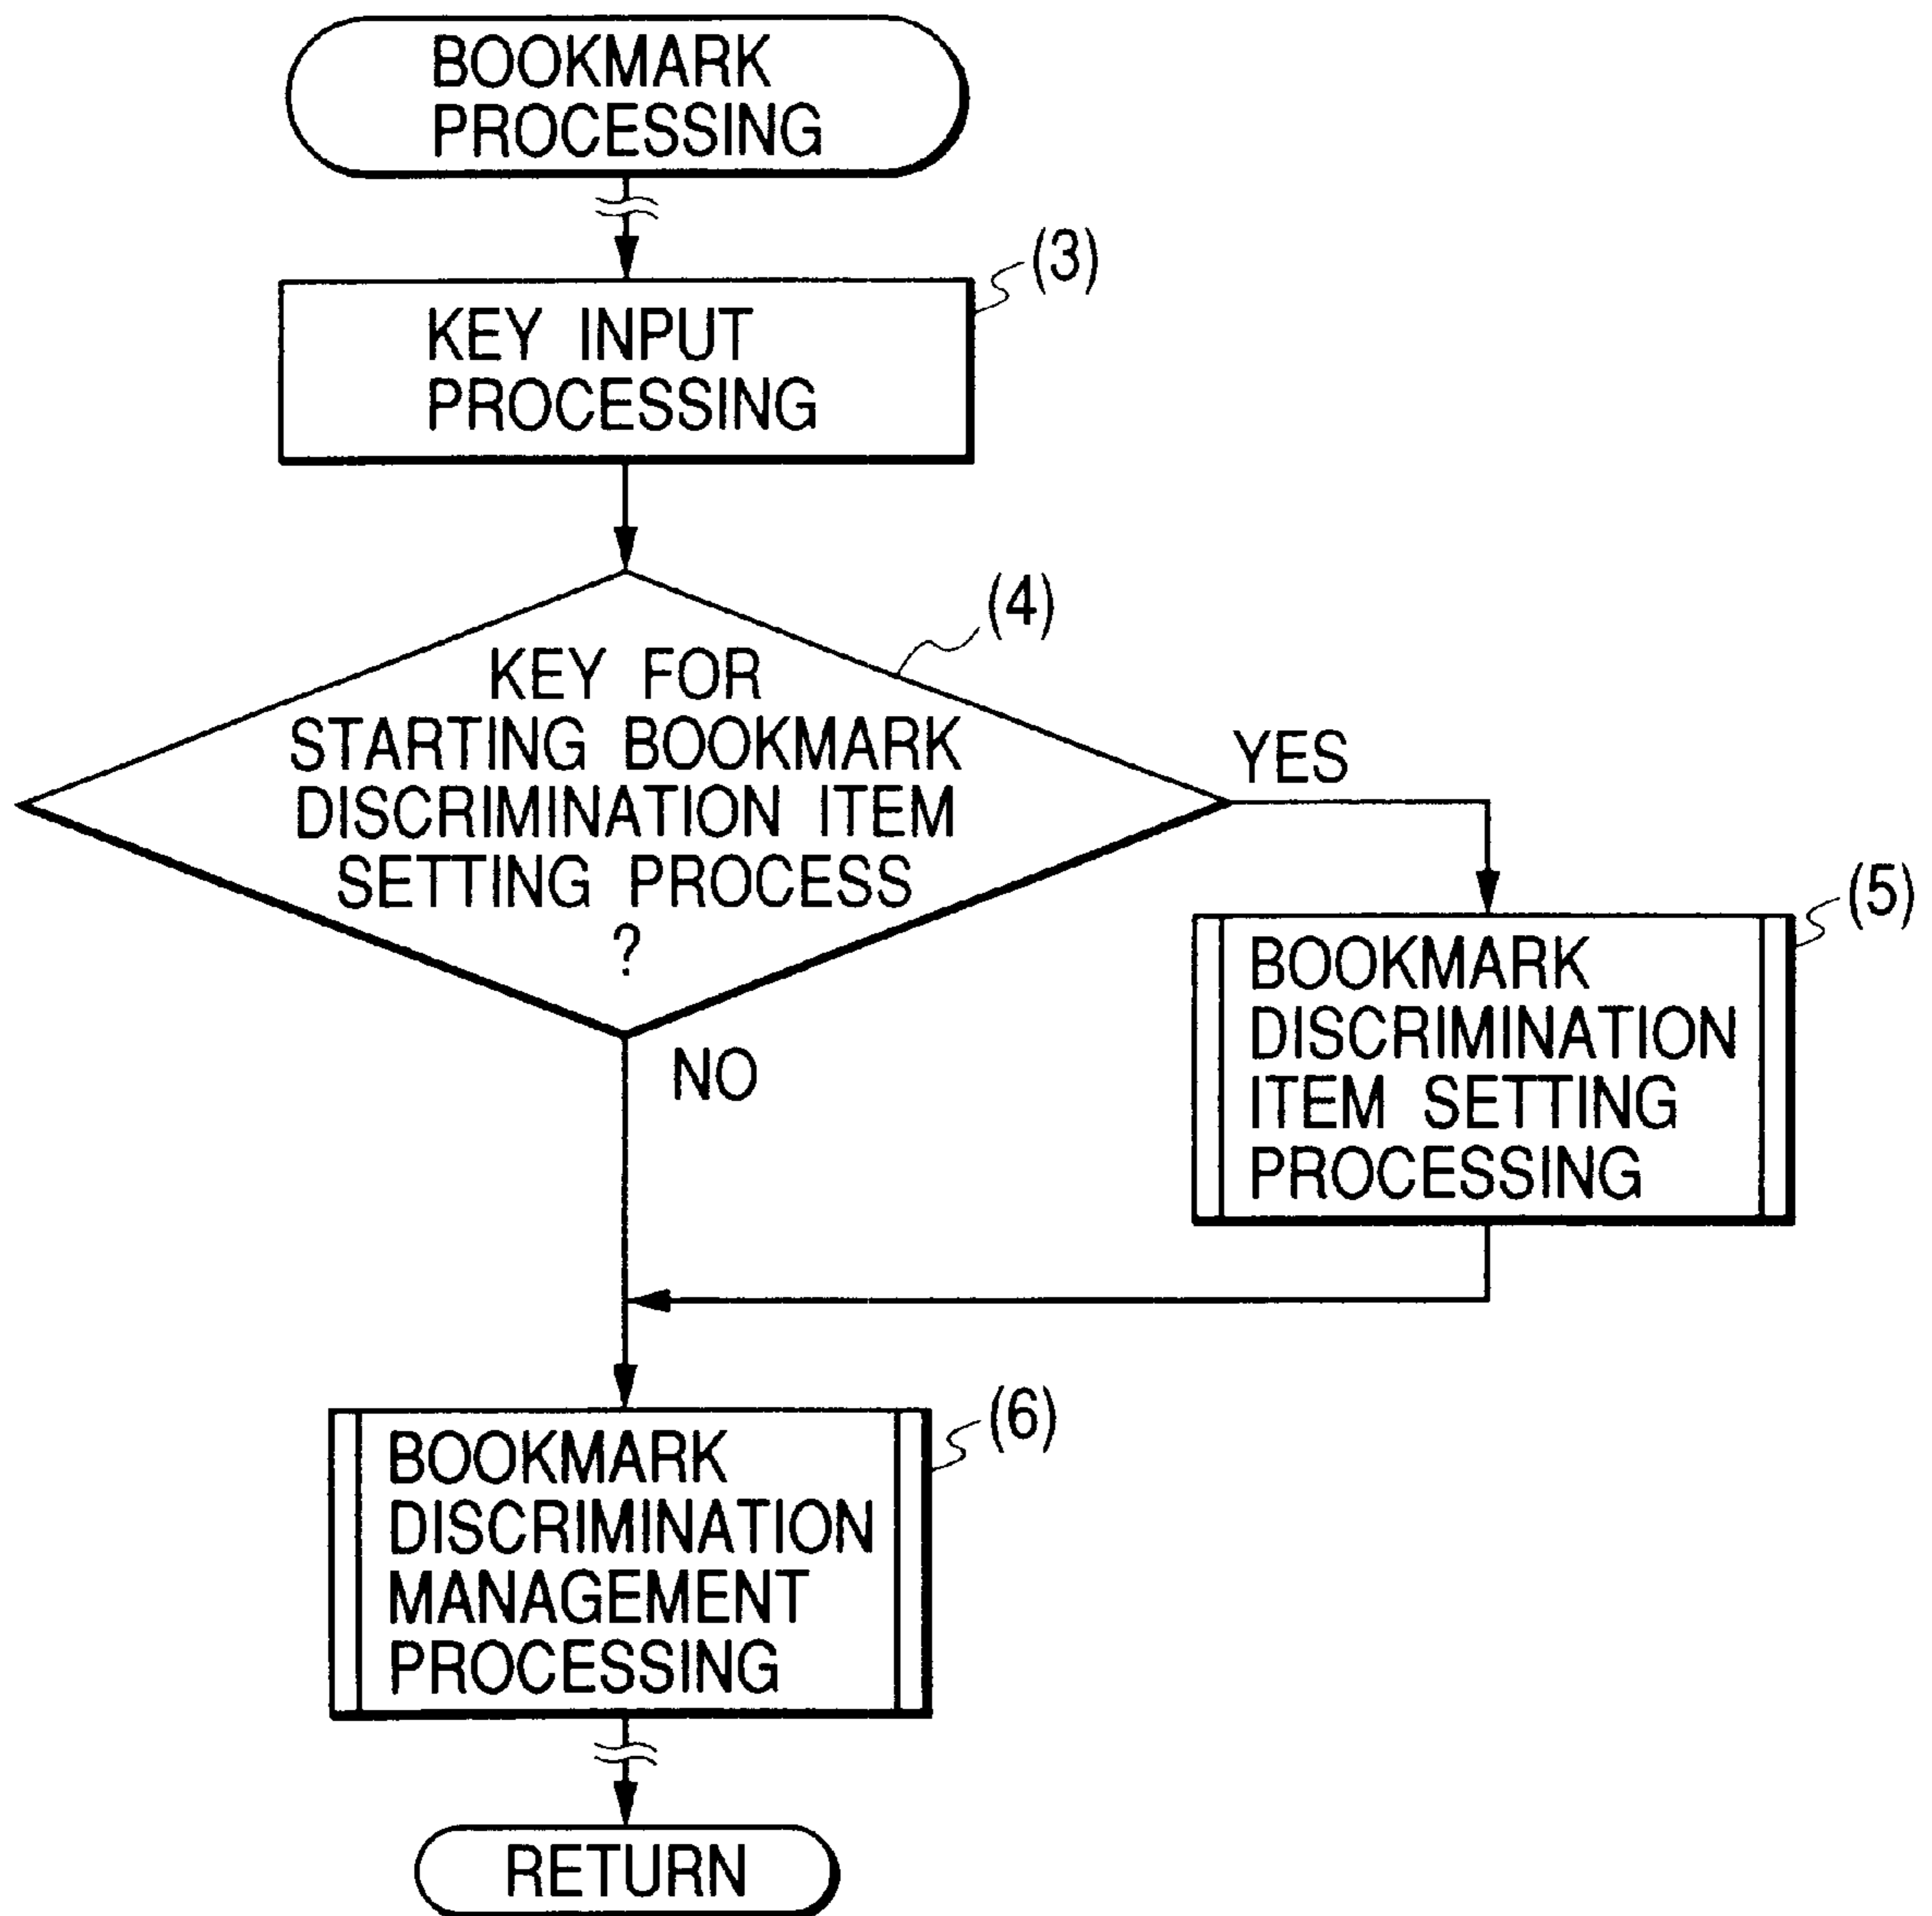 BOOKMARK
PROCESSING
(3)
KEY INPUT
PROCESSING
(4)
KEY FOR
STARTING BOOKMARK
DISCRIMINATION ITEM
SETTING PROCESS
?
YES
NO
(5)
BOOKMARK
DISCRIMINATION
ITEM SETTING
PROCESSING
(6)
BOOKMARK
DISCRIMINATION
MANAGEMENT
PROCESSING
RETURN